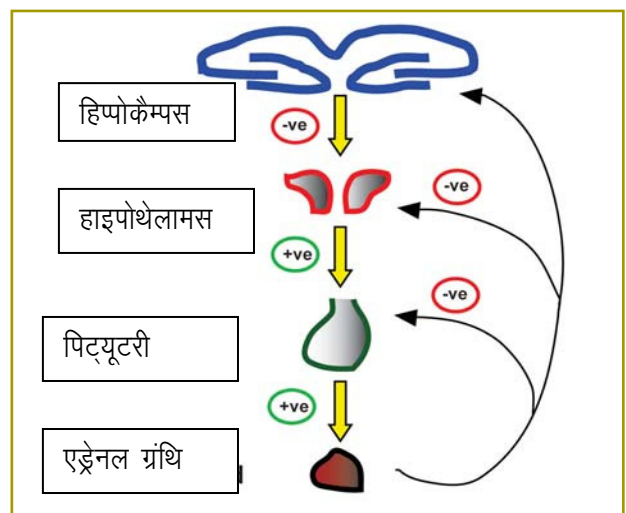 हिप्पोकैम्पस
-ve
हाइपोथेलामस
-ve
+ve
-ve
पिट्यूटरी
+ve
एड्रेनल ग्रंथि